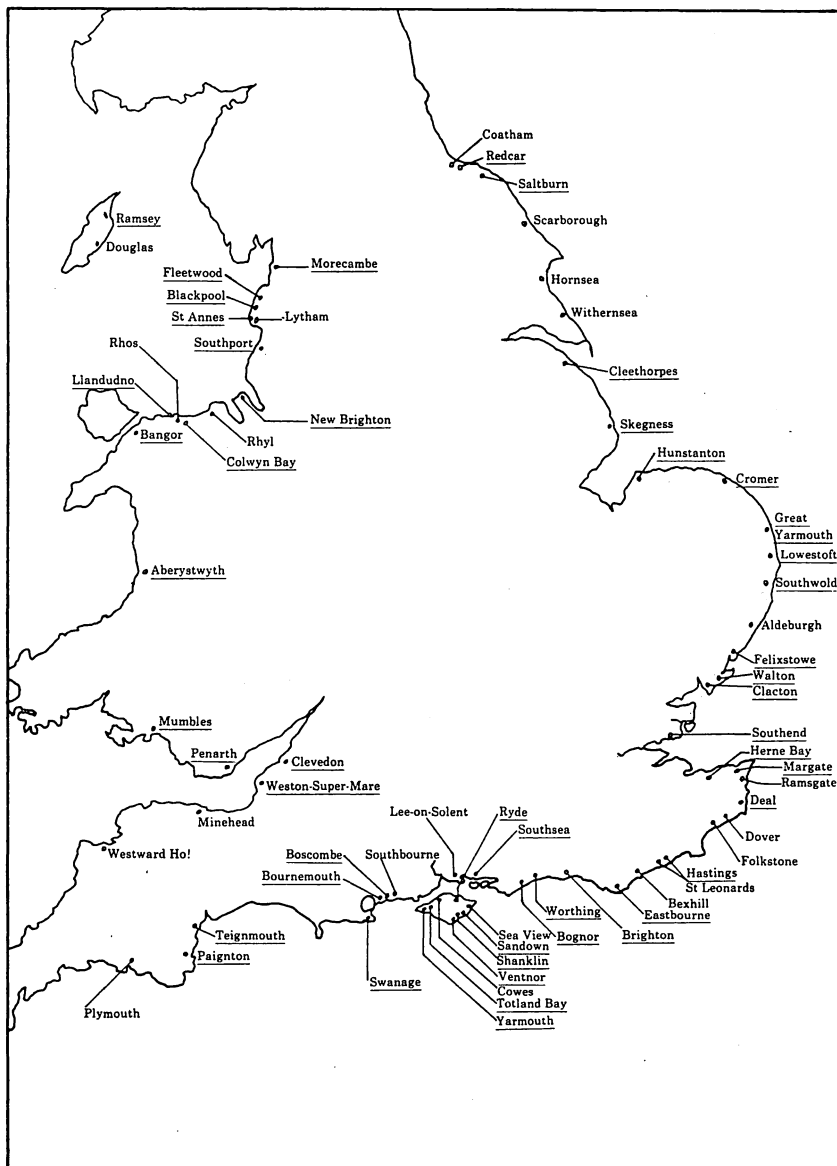 Coatham
Redcar
Saltburn
Scarborough
Ramsey
Douglas
Morecambe
Fleetwood
Hornsea
Blackpool
St Annes
-Lytham
Withernsea
Rhos
Southport
Llandudno
Cleethorpes
New Brighton
Bangor
Rhyl
Colwyn Bay
Skegness
Hunstanton
Cromer
Great
Yarmouth
Lowestoft
Aberystwyth
Southwold
Aldeburgh
Felixstowe
Walton
Clacton
Mumbles
Southend
Penarth
Clevedon
Herne Bay
Margate
Weston-Super-Mare
Ramsgate
Deal
Minehead
Lee-on-Solent
Ryde
Southsea
Dover
Westward Ho!
Boscombe
Southbourne
Folkstone
Bournemouth
Hastings
St Leonards
Worthing
Bexhill
Eastbourne
Teignmouth
Sea View
Bognor
Brighton
Sandown
Paignton
Shanklin
Swanage
Ventnor
Cowes
Plymouth
Totland Bay
Yarmouth